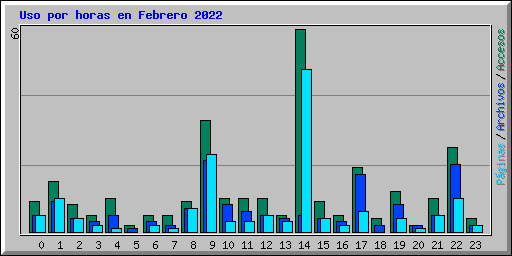 Uso por horas en Febrero 2022
60
Páginas / Archivos / Accesos
0 1 2 3 4 5 6 7 8 9 10 11 12 13 14 15 16 17 18 19 20 21 22 23